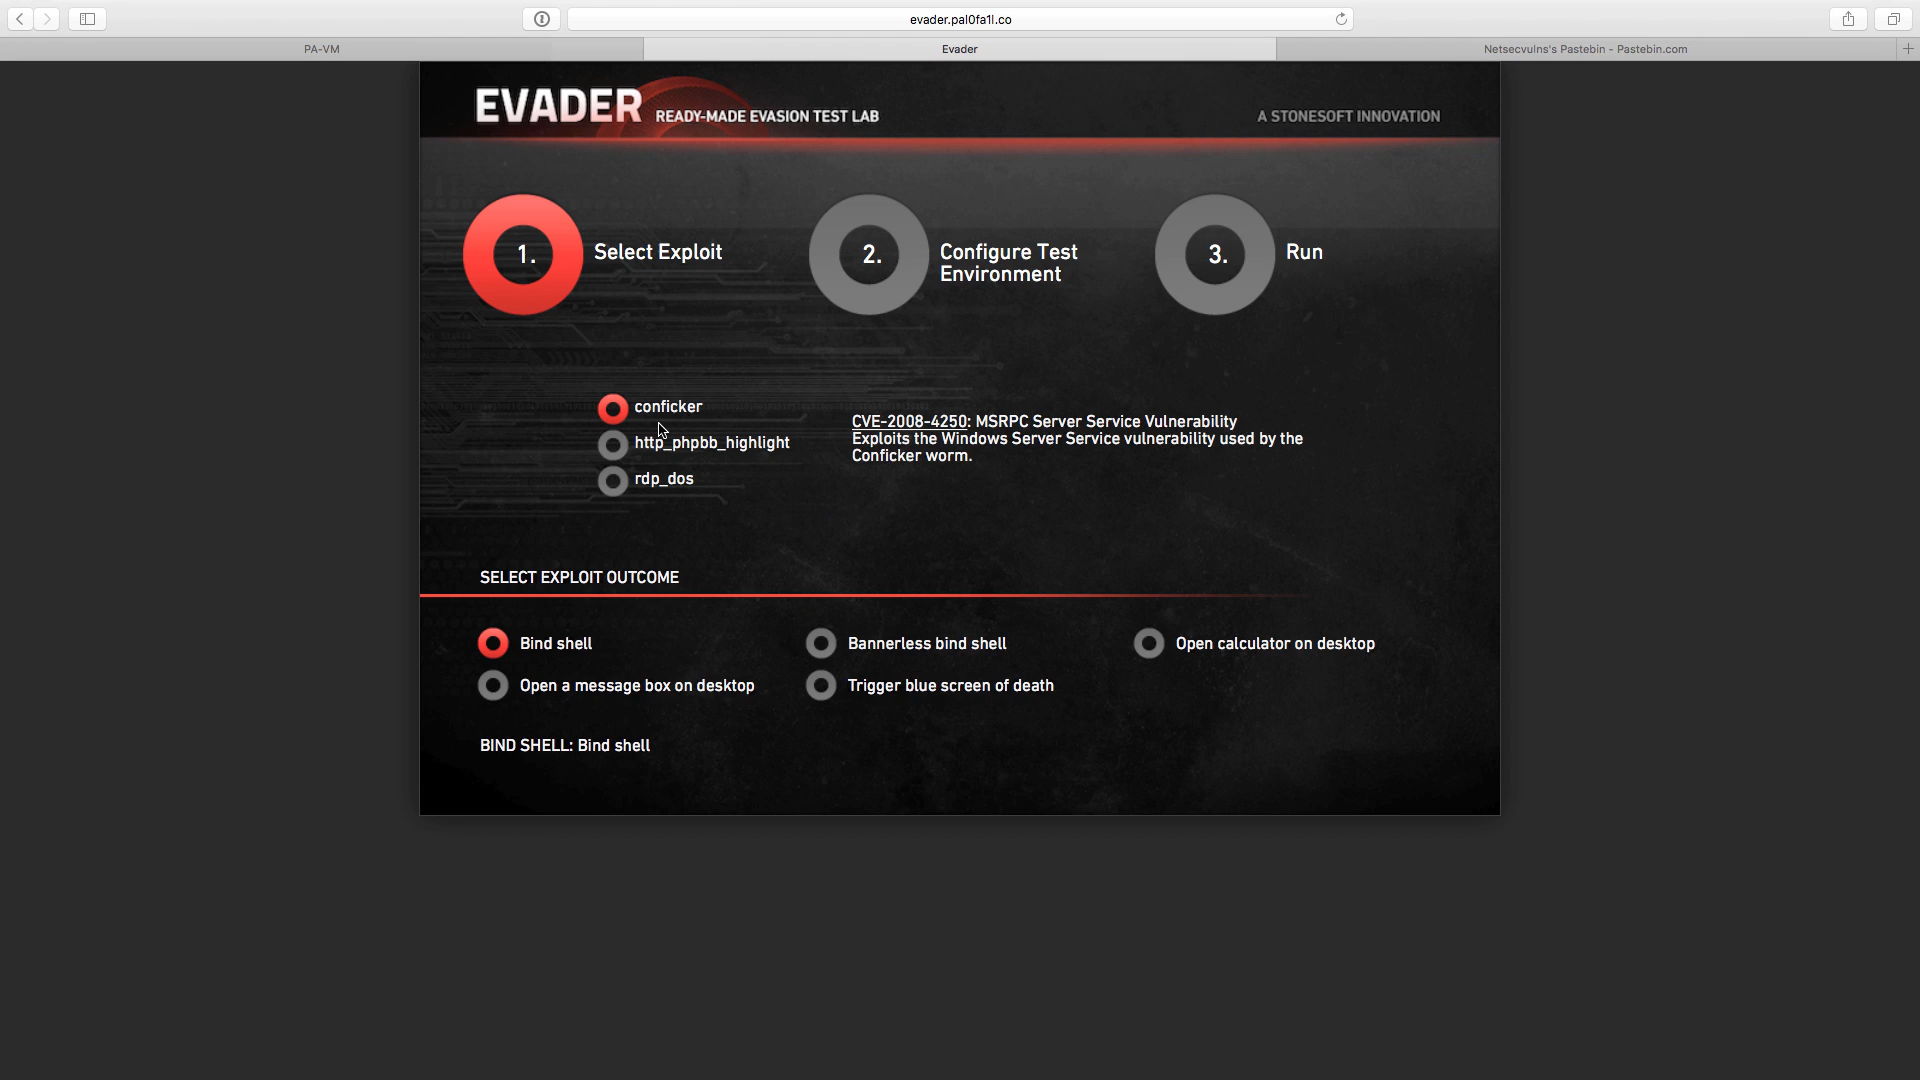 evader.pal0fa1l.co
PA-VM
Evader
Netsecvulns's Pastebin - Pastebin.com
EVADER READY-MADE EVASION TEST LAB
A STONESOFT INNOVATION
1.
Select Exploit
2.
Configure Test
Environment
3.
Run
conficker
http_phpbb_highlight
rdp_dos
CVE-2008-4250: MSRPC Server Service Vulnerability
Exploits the Windows Server Service vulnerability used by the
Conficker worm.
SELECT EXPLOIT OUTCOME
Bind shell
Bannerless bind shell
Open calculator on desktop
Open a message box on desktop
Trigger blue screen of death
BIND SHELL: Bind shell